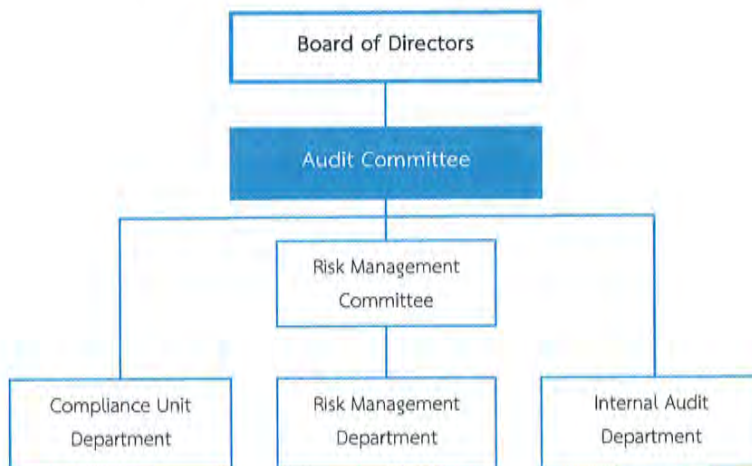 Board of Directors
Audit Committee
Risk Management
Committee
Compliance Unit
Department
Risk Management
Department
Internal Audit
Department